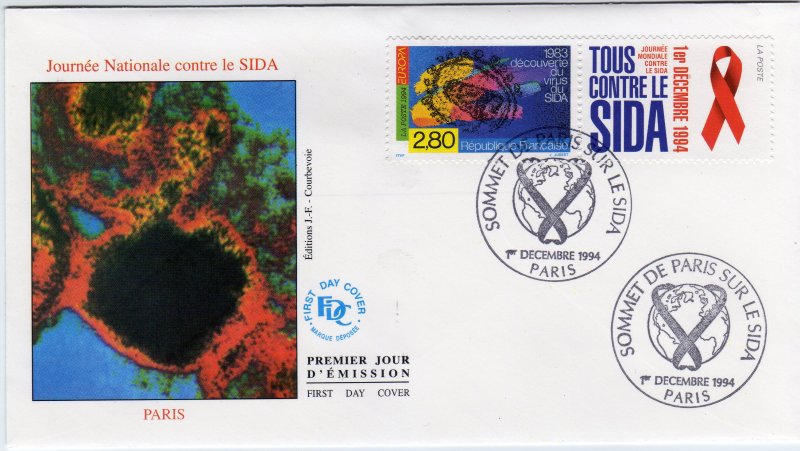 Journée Nationale contre le SIDA
PARIS
Éditions J.-F. - Courbevoie
FIRST DAY COVER
FDC
MARQUE DÉPOSÉE
PREMIER JOUR
D'ÉMISSION
FIRST DAY COVER
LA POSTE 1994 EUROPA
1983
découverte
du
virus
du
SIDA
2,80
République Française
ITVF
V. JUMERT
TOUS
CONTRE LE
SIDA
JOURNÉE
MONDIALE
CONTRE
LE SIDA
1er DÉCEMBRE 1994
LA POSTE
SOMMET DE PARIS SUR LE SIDA
1er DECEMBRE 1994
PARIS
SOMMET DE PARIS SUR LE SIDA
1er DECEMBRE 1994
PARIS